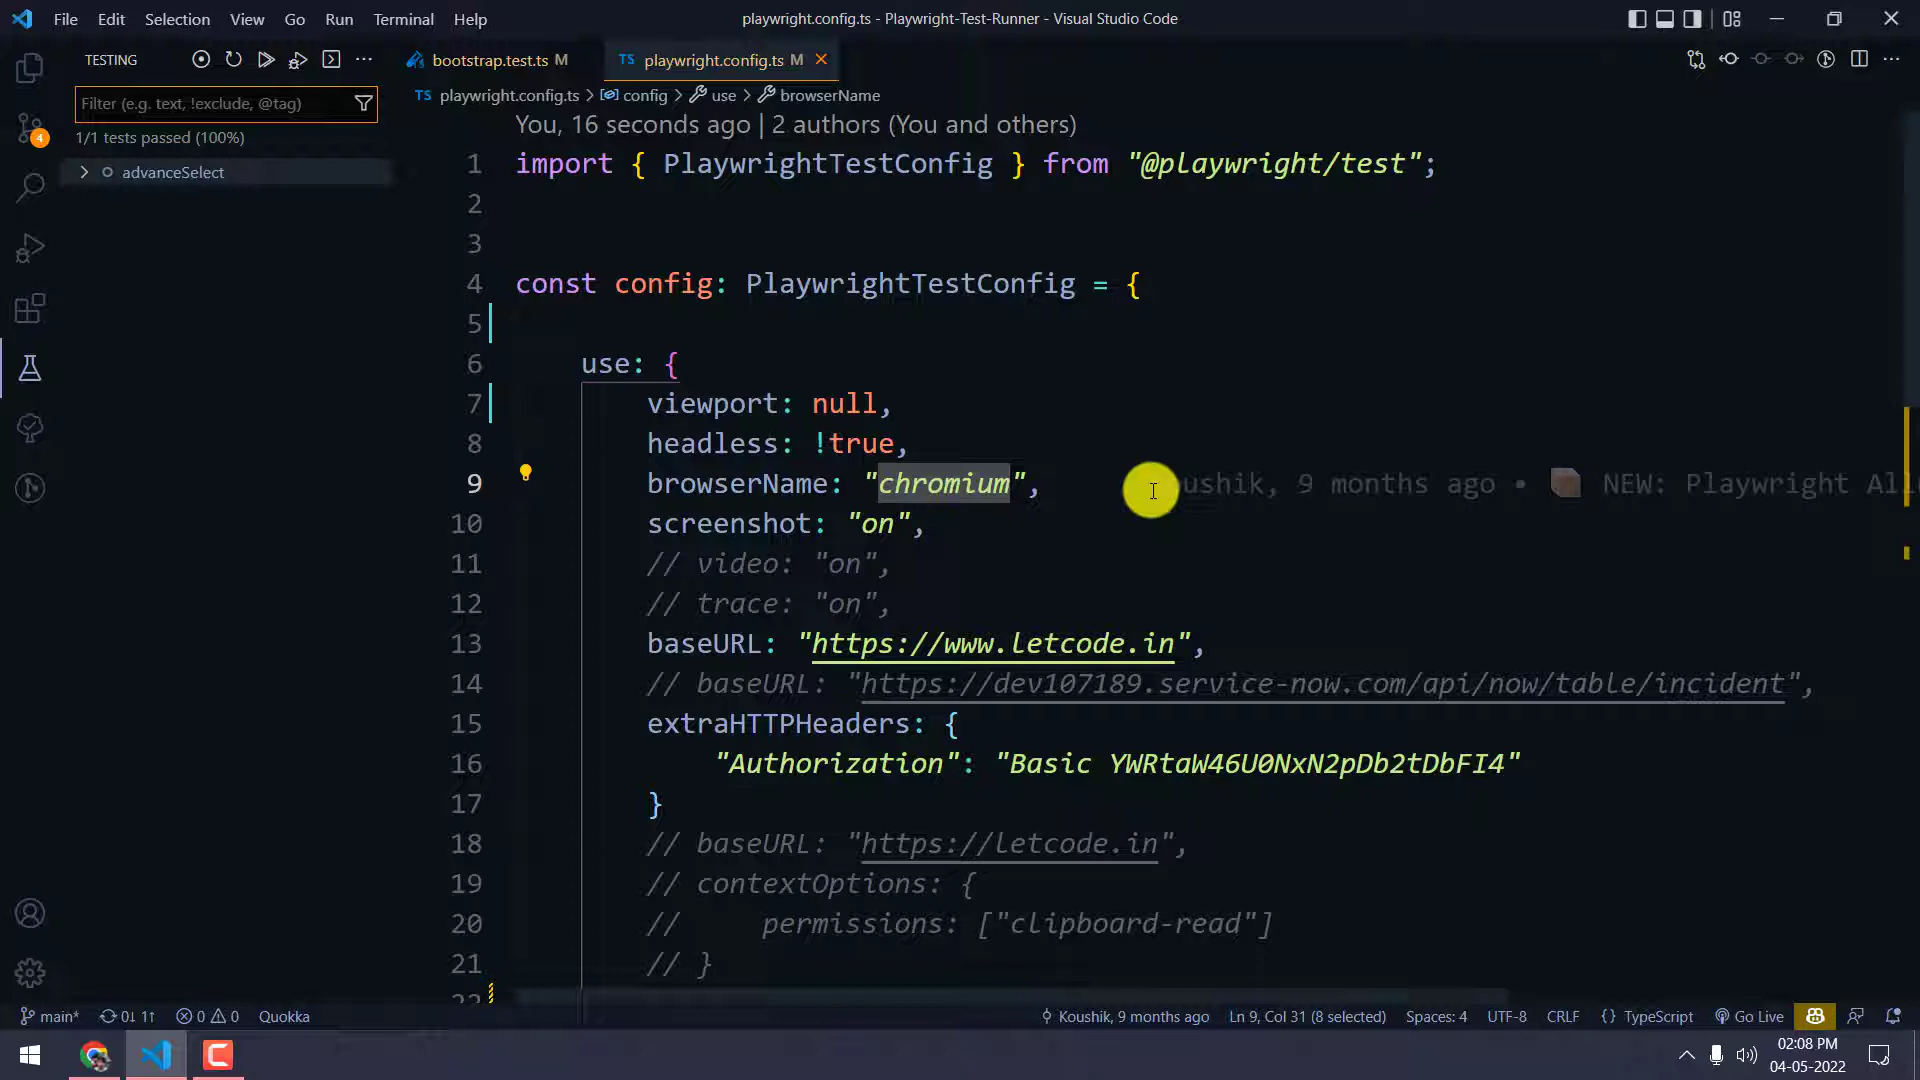 File Edit Selection View Go Run Terminal Help
playwright.config.ts - Playwright-Test-Runner - Visual Studio Code
TESTING
bootstrap.test.ts M
TS playwright.config.ts M
Filter (e.g. text, !exclude, @tag)
1/1 tests passed (100%)
advanceSelect
4
TS playwright.config.ts > config > use > browserName
You, 16 seconds ago | 2 authors (You and others)
1 import { PlaywrightTestConfig } from "@playwright/test";
2
3
4 const config: PlaywrightTestConfig = {
5
6 use: {
7 viewport: null,
8 headless: !true,
9 browserName: "chromium", ushik, 9 months ago • NEW: Playwright All
10 screenshot: "on",
11 // video: "on",
12 // trace: "on",
13 baseURL: "https://www.letcode.in",
14 // baseURL: "https://dev107189.service-now.com/api/now/table/incident",
15 extraHTTPHeaders: {
16 "Authorization": "Basic YWRtaW46U0NxN2pDb2tDbFI4"
17 }
18 // baseURL: "https://letcode.in",
19 // contextOptions: {
20 // permissions: ["clipboard-read"]
21 // }
22
main* 0↓ 1↑ 0 0 Quokka Koushik, 9 months ago Ln 9, Col 31 (8 selected) Spaces: 4 UTF-8 CRLF {} TypeScript Go Live
02:08 PM
04-05-2022